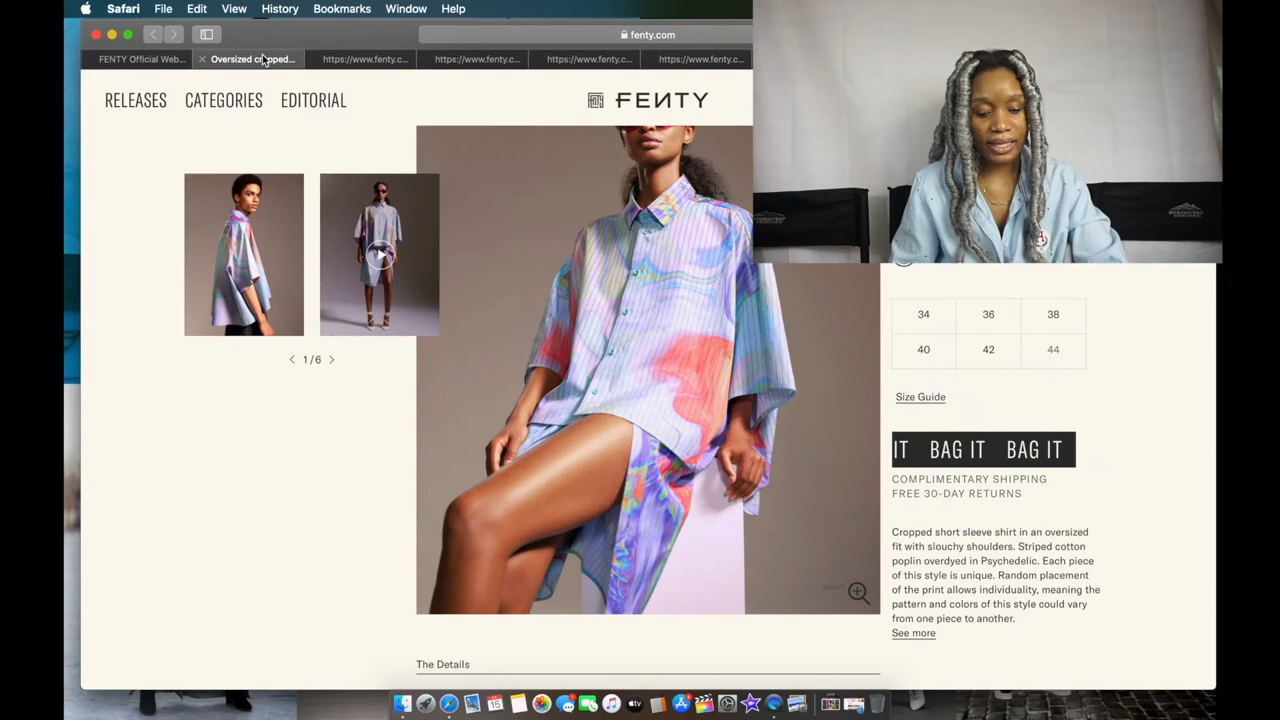 Safari File Edit View History Bookmarks Window Help
fenty.com
FENTY Official Web...
Oversized cropped...
https://www.fenty.c...
https://www.fenty.c...
https://www.fenty.c...
https://www.fenty.c...
RELEASES CATEGORIES EDITORIAL
FENTY
1/6
34 36 38
40 42 44
Size Guide
IT BAG IT BAG IT
COMPLIMENTARY SHIPPING
FREE 30-DAY RETURNS
Cropped short sleeve shirt in an oversized
fit with slouchy shoulders. Striped cotton
poplin overdyed in Psychedelic. Each piece
of this style is unique. Random placement
of the print allows individuality, meaning the
pattern and colors of this style could vary
from one piece to another.
See more
The Details
15
tv